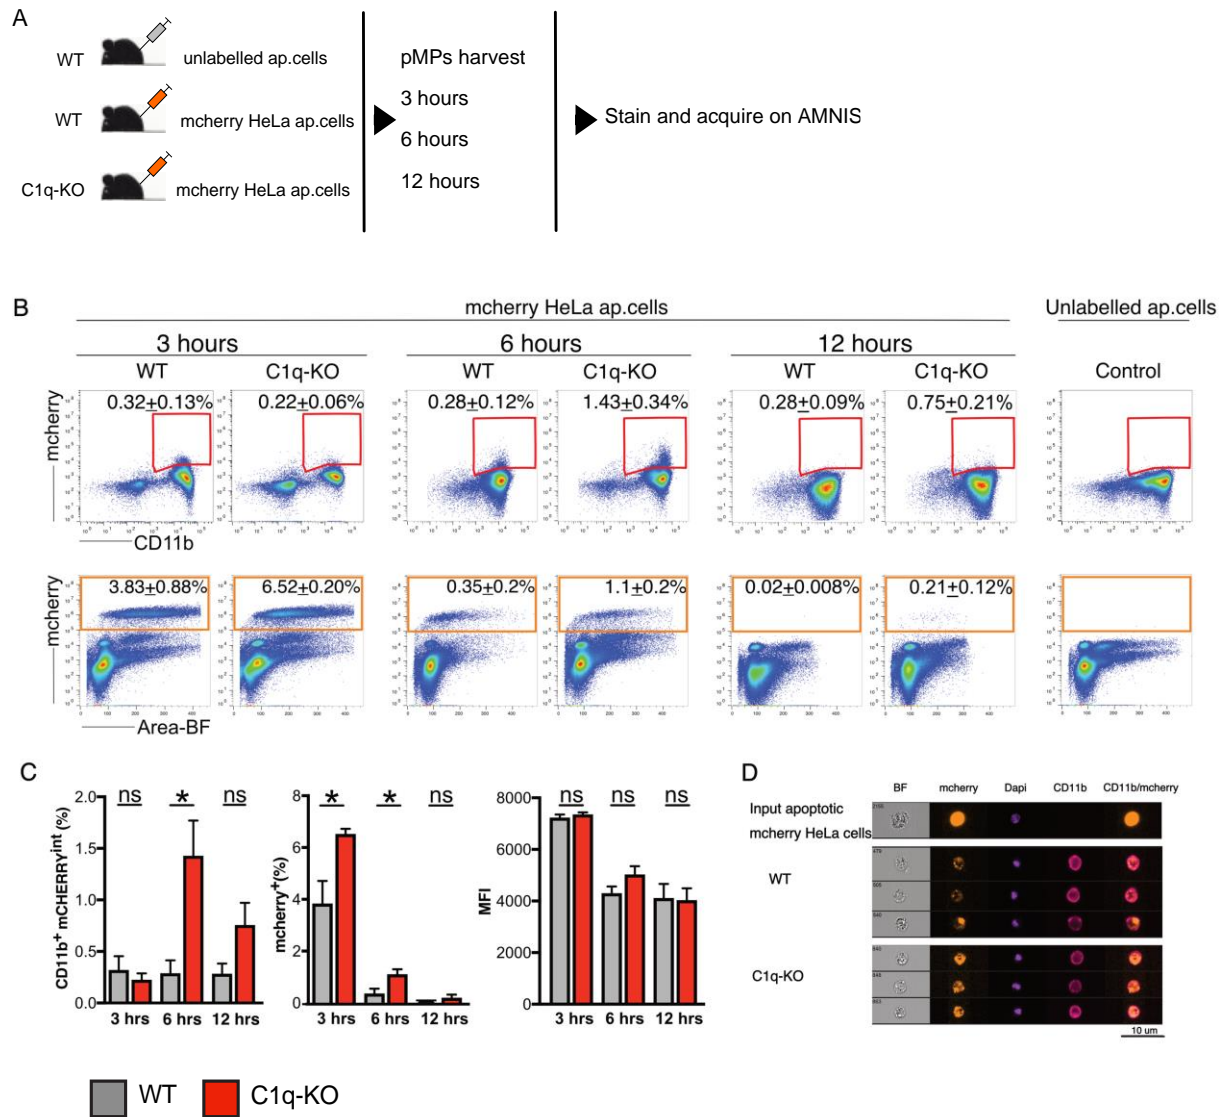 A
WT
unlabelled ap.cells
WT
mcherry HeLa ap.cells
C1q-KO
mcherry HeLa ap.cells
pMPs harvest
3 hours
6 hours
12 hours
Stain and acquire on AMNIS
B
mcherry HeLa ap.cells
Unlabelled ap.cells
3 hours
6 hours
12 hours
WT
C1q-KO
WT
C1q-KO
WT
C1q-KO
Control
0.32±0.13%
0.22±0.06%
0.28±0.12%
1.43±0.34%
0.28±0.09%
0.75±0.21%
mcherry
CD11b
3.83±0.88%
6.52±0.20%
0.35±0.2%
1.1±0.2%
0.02±0.008%
0.21±0.12%
mcherry
Area-BF
C
CD11b⁺ mCHERRYⁱⁿᵗ (%)
2.0
1.5
1.0
0.5
0.0
ns
*
ns
3 hrs 6 hrs 12 hrs
mcherry⁺(%)
8
6
4
2
0
*
*
ns
3 hrs 6 hrs 12 hrs
MFI
8000
6000
4000
2000
0
ns
ns
ns
3 hrs 6 hrs 12 hrs
WT
C1q-KO
D
BF
mcherry
Dapi
CD11b
CD11b/mcherry
Input apoptotic
mcherry HeLa cells
WT
C1q-KO
10 um